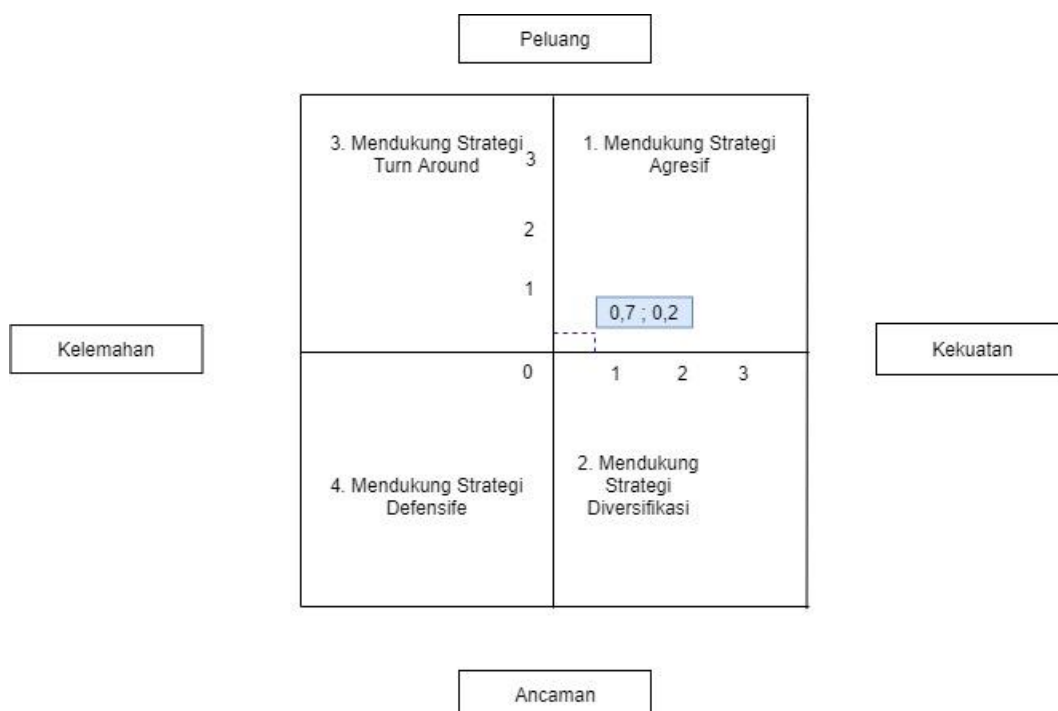 Peluang
3. Mendukung Strategi
Turn Around
1. Mendukung Strategi
Agresif
3
2
1
0,7 ; 0,2
Kelemahan
Kekuatan
0
1
2
3
4. Mendukung Strategi
Defensife
2. Mendukung
Strategi
Diversifikasi
Ancaman